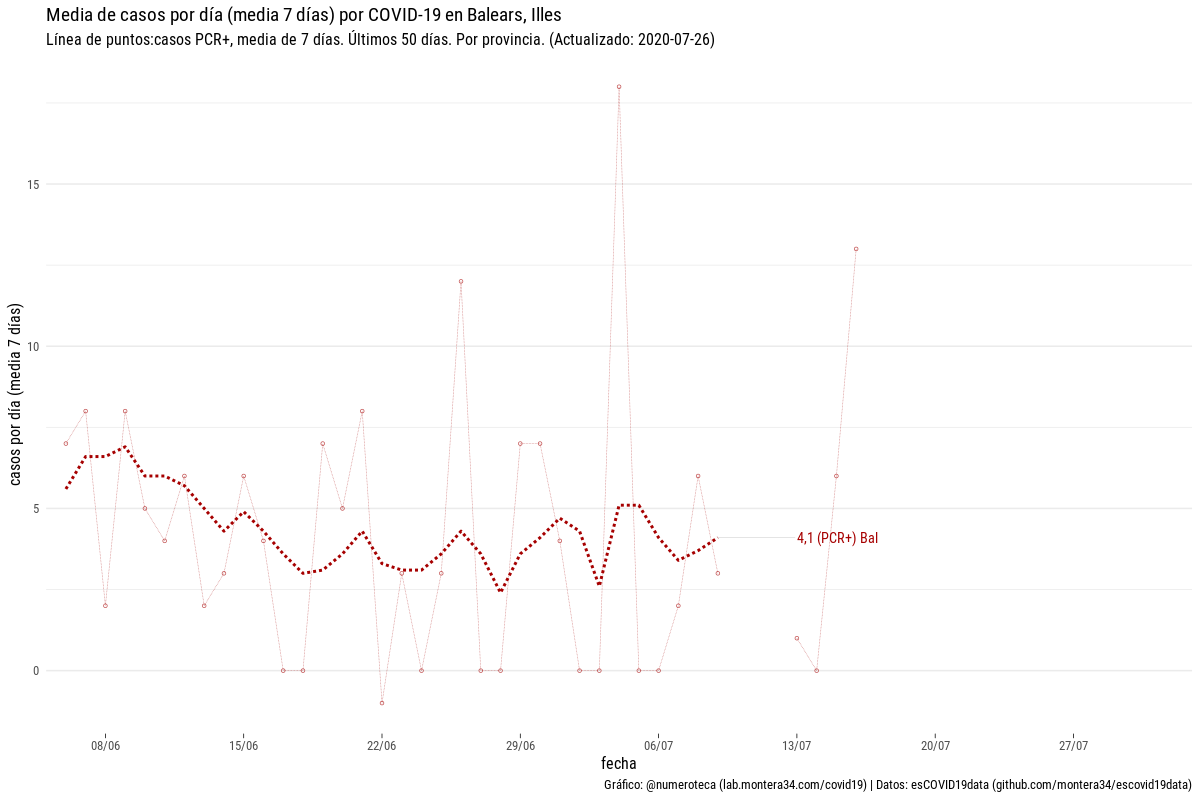 Media de casos por día (media 7 días) por COVID-19 en Balears, Illes
Línea de puntos:casos PCR+, media de 7 días. Últimos 50 días. Por provincia. (Actualizado: 2020-07-26)
casos por día (media 7 días)
15
10
5
0
4,1 (PCR+) Bal
08/06
15/06
22/06
29/06
06/07
13/07
20/07
27/07
fecha
Gráfico: @numeroteca (lab.montera34.com/covid19) | Datos: esCOVID19data (github.com/montera34/escovid19data)